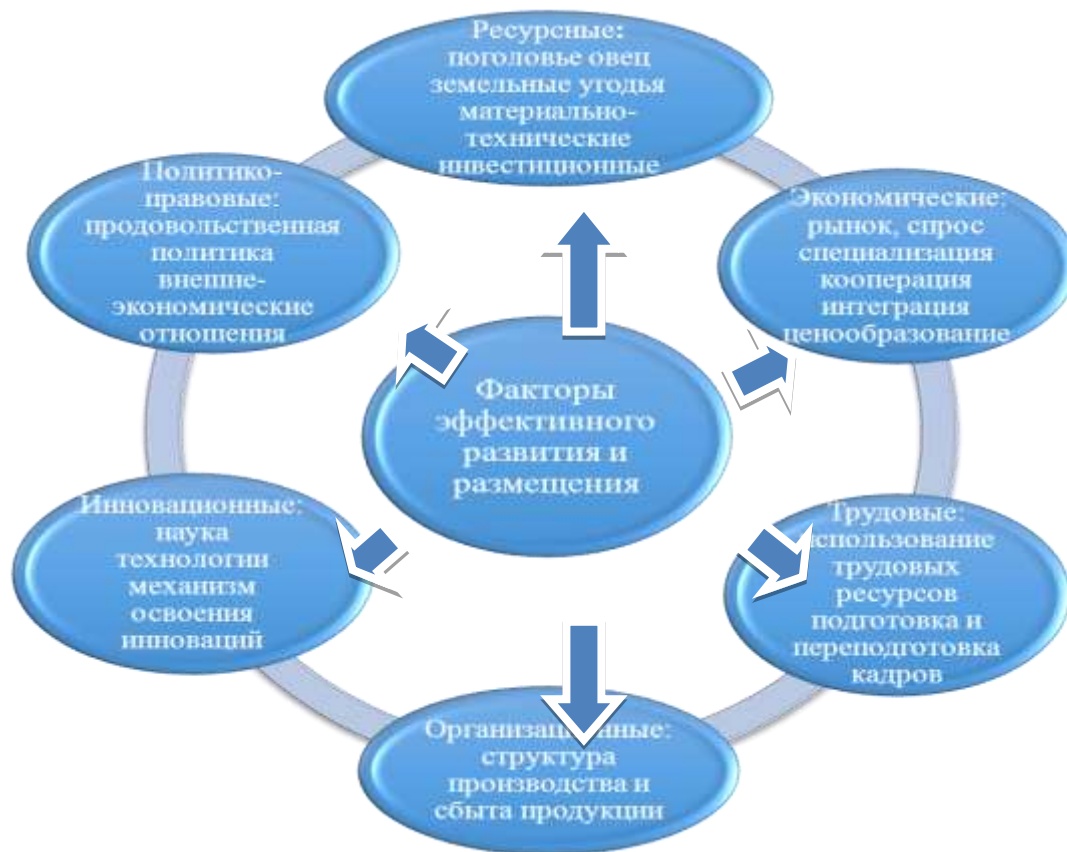 Ресурсные:
поголовье овец
земельные угодья
материально-
технические
инвестиционные
Экономические:
рынок, спрос
специализация
кооперация
интеграция
ценообразование
Трудовые:
использование
трудовых
ресурсов
подготовка и
переподготовка
кадров
Организационные:
структура
производства и
сбыта продукции
Инновационные:
наука
технологии
механизм
освоения
инноваций
Политико-
правовые:
продовольственная
политика
внешне-
экономические
отношения
Факторы
эффективного
развития и
размещения